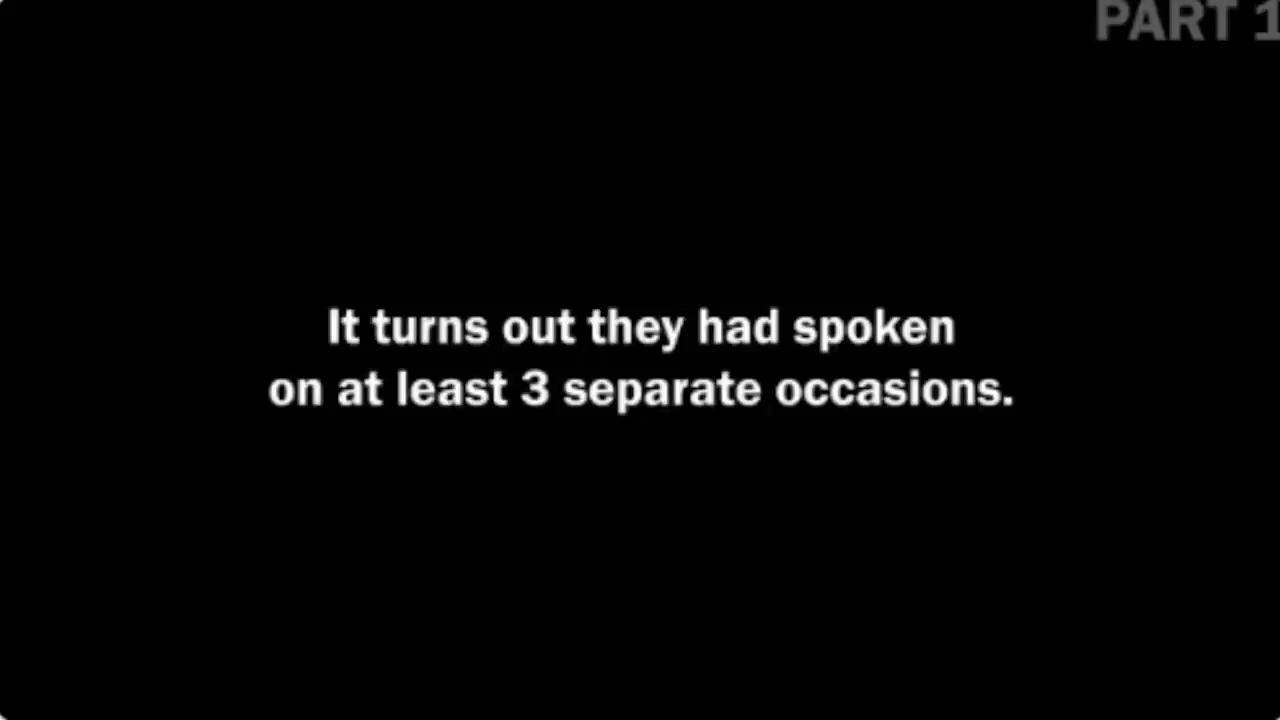 PART 1
It turns out they had spoken
on at least 3 separate occasions.